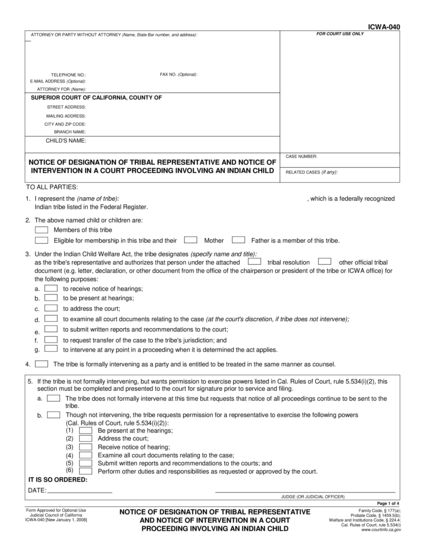 ICWA-040
ATTORNEY OR PARTY WITHOUT ATTORNEY (Name, State Bar number, and address):
FOR COURT USE ONLY
TELEPHONE NO:
FAX NO. (Optional):
E-MAIL ADDRESS (Optional):
ATTORNEY FOR (Name):
SUPERIOR COURT OF CALIFORNIA, COUNTY OF
STREET ADDRESS:
MAILING ADDRESS:
CITY AND ZIP CODE:
BRANCH NAME:
CHILD'S NAME:
NOTICE OF DESIGNATION OF TRIBAL REPRESENTATIVE AND NOTICE OF
INTERVENTION IN A COURT PROCEEDING INVOLVING AN INDIAN CHILD
CASE NUMBER:
RELATED CASES (if any):
TO ALL PARTIES:
1. I represent the (name of tribe): , which is a federally recognized
Indian tribe listed in the Federal Register.
2. The above named child or children are:
Members of this tribe
Eligible for membership in this tribe and their Mother Father is a member of this tribe.
3. Under the Indian Child Welfare Act, the tribe designates (specify name and title):
as the tribe's representative and authorizes that person under the attached tribal resolution other official tribal
document (e.g, letter, declaration, or other document from the office of the chairperson or president of the tribe or ICWA office) for
the following purposes:
a. to receive notice of hearings;
b. to be present at hearings;
c. to address the court;
d. to examine all court documents relating to the case (at the court's discretion, if tribe does not intervene);
e. to submit written reports and recommendations to the court;
f. to request transfer of the case to the tribe's jurisdiction; and
g. to intervene at any point in a proceeding when it is determined the act applies.
4. The tribe is formally intervening as a party and is entitled to be treated in the same manner as counsel.
5. If the tribe is not formally intervening, but wants permission to exercise powers listed in Cal. Rules of Court, rule 5.534(i)(2), this
section must be completed and presented to the court for signature prior to service and filing.
a. The tribe does not formally intervene at this time but requests that notice of all proceedings continue to be sent to the
tribe.
b. Though not intervening, the tribe requests permission for a representative to exercise the following powers
(Cal. Rules of Court, rule 5.534(i)(2)):
(1) Be present at the hearings;
(2) Address the court;
(3) Receive notice of hearing;
(4) Examine all court documents relating to the case;
(5) Submit written reports and recommendations to the courts; and
(6) Perform other duties and responsibilities as requested or approved by the court.
IT IS SO ORDERED:
DATE:
JUDGE (OR JUDICIAL OFFICER)
Page 1 of 4
Form Approved for Optional Use
Judicial Council of California
ICWA-040 [New January 1, 2008]
NOTICE OF DESIGNATION OF TRIBAL REPRESENTATIVE
AND NOTICE OF INTERVENTION IN A COURT
PROCEEDING INVOLVING AN INDIAN CHILD
Family Code, § 177(a);
Probate Code, § 1459.5(b);
Welfare and Institutions Code, § 224.4;
Cal. Rules of Court, rule 5.534(i)
www.courtinfo.ca.gov